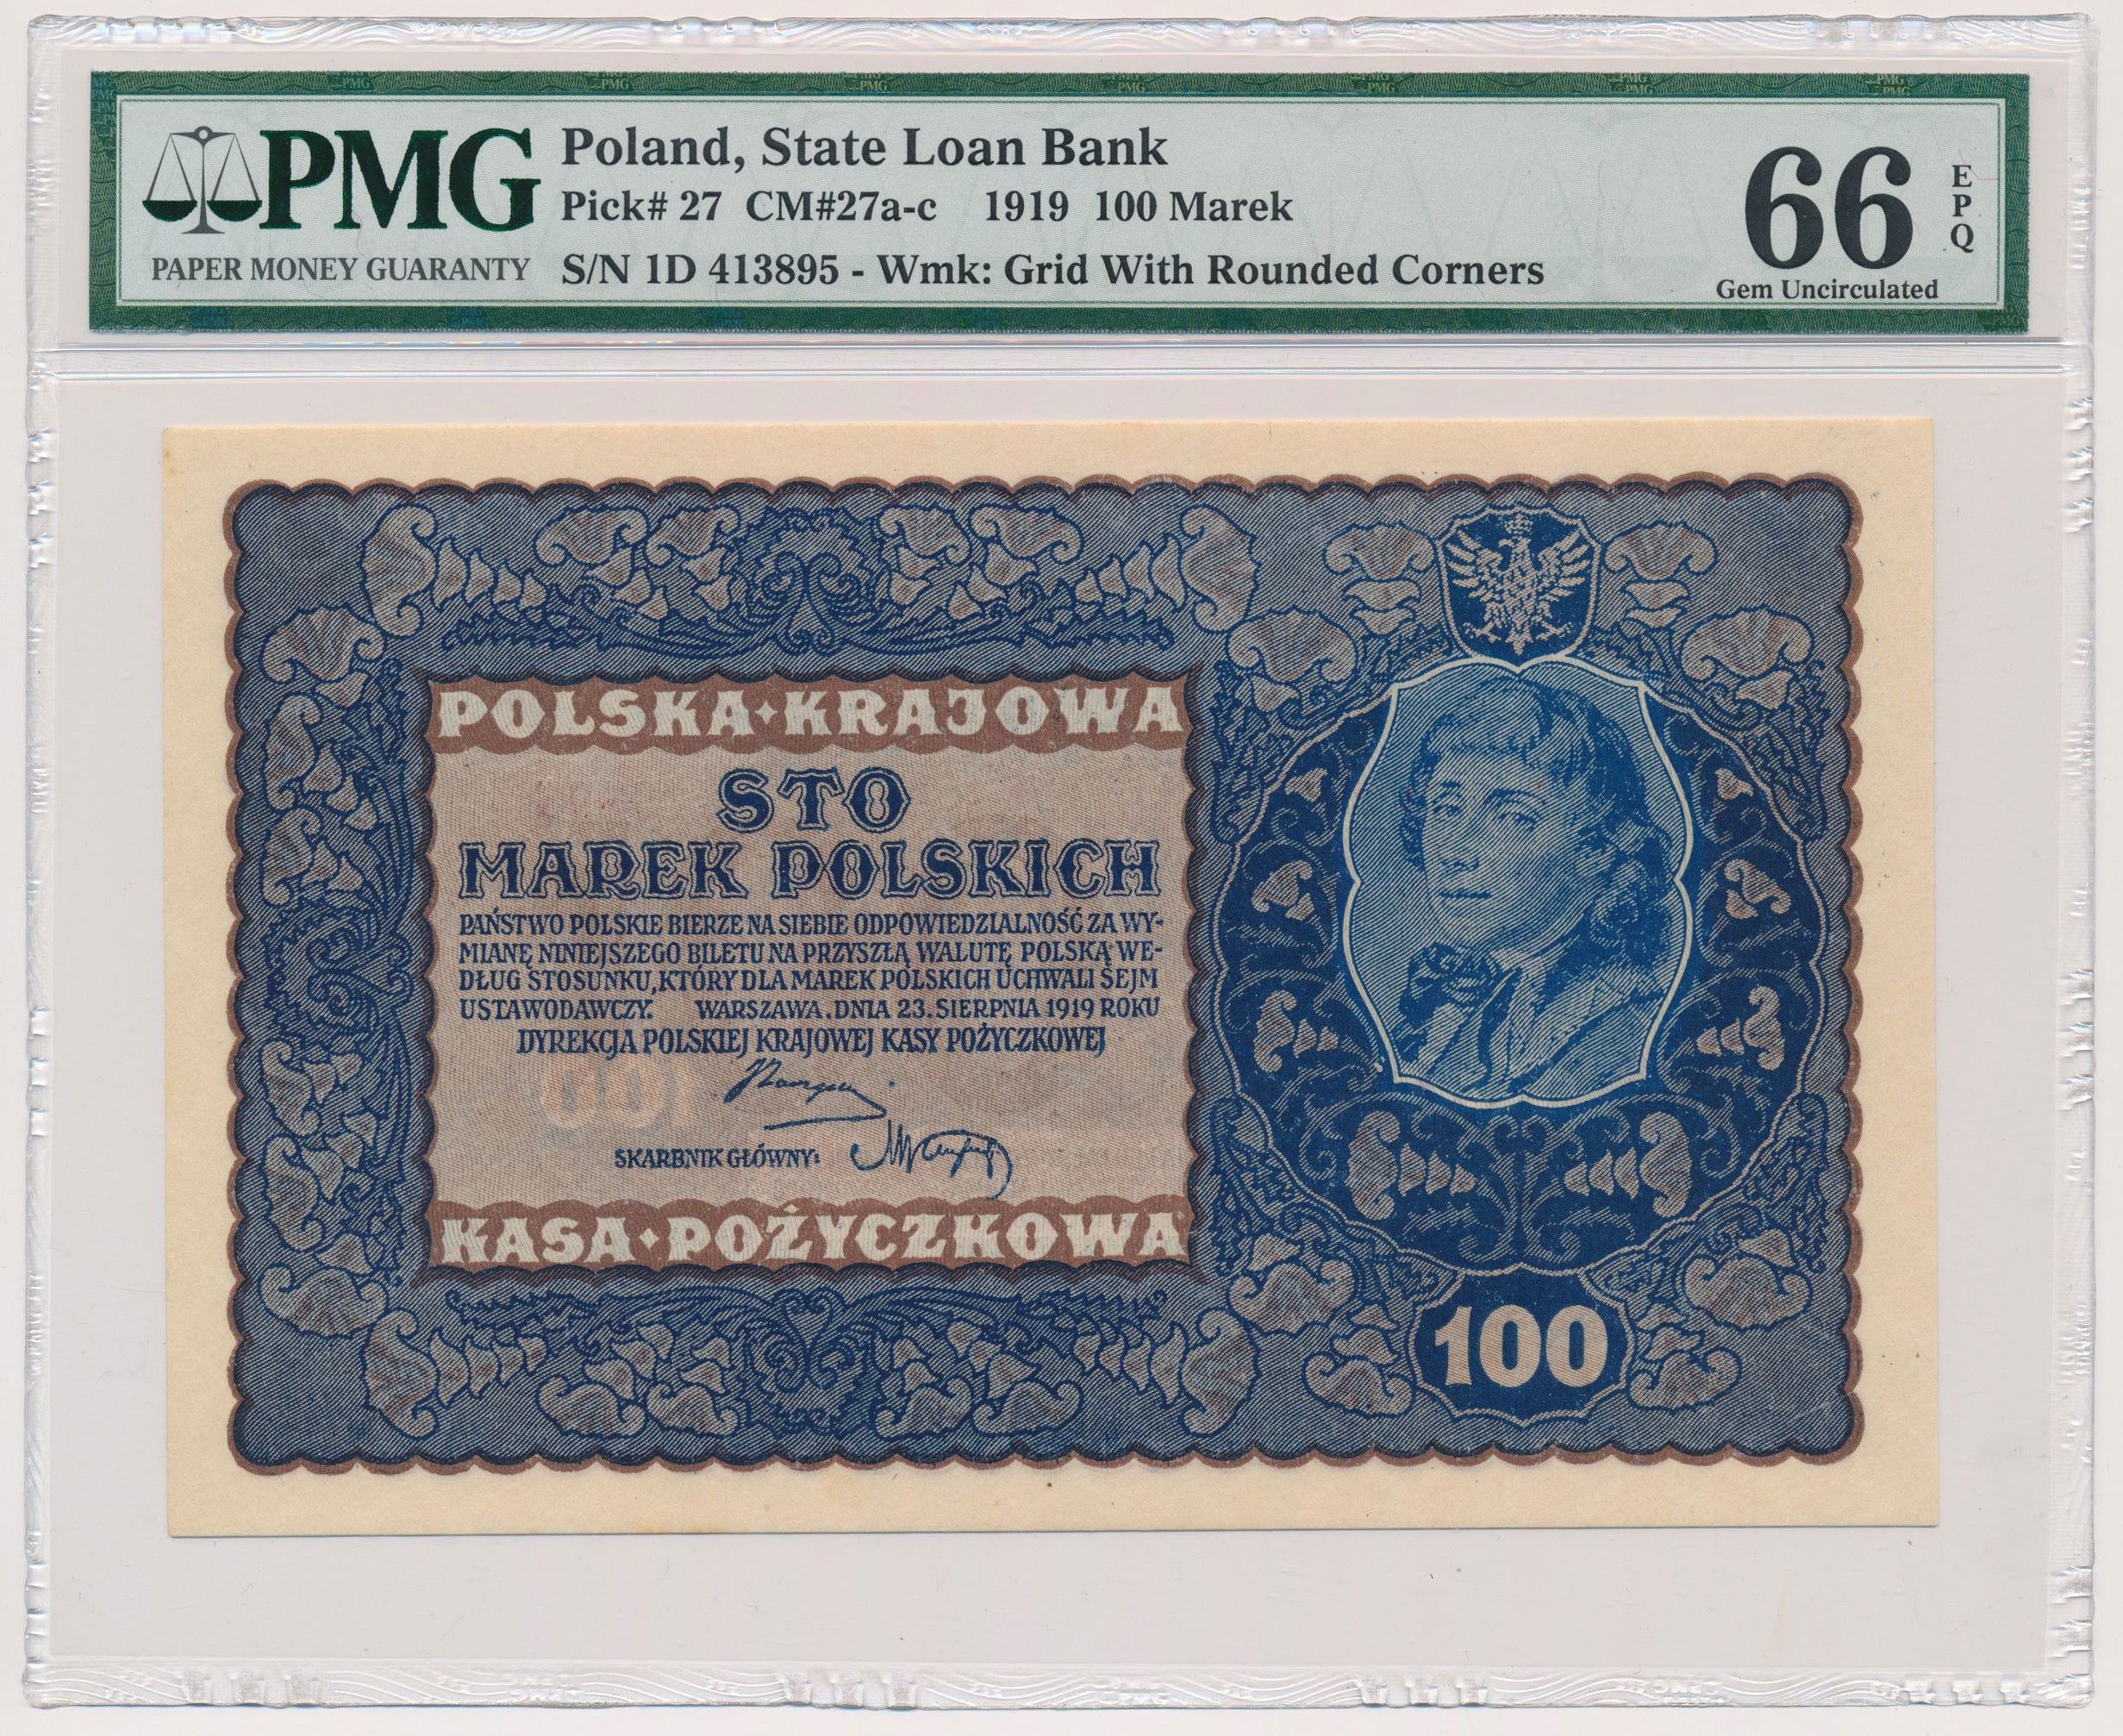 PMG
PAPER MONEY GUARANTY
Poland, State Loan Bank
Pick# 27 CM#27a-c 1919 100 Marek
S/N 1D 413895 - Wmk: Grid With Rounded Corners
66
EPQ
Gem Uncirculated
POLSKA KRAJOWA
STO
MAREK POLSKICH
PAŃSTWO POLSKIE BIERZE NA SIEBIE ODPOWIEDZIALNOŚĆ ZA WY-
MIANĘ NINIEJSZEGO BILETU NA PRZYSZŁĄ WALUTĘ POLSKĄ WE-
DŁUG STOSUNKU, KTÓRY DLA MAREK POLSKICH UCHWALI SEJM
USTAWODAWCZY. WARSZAWA. DNIA 23. SIERPNIA 1919 ROKU
DYREKCJA POLSKIEJ KRAJOWEJ KASY POŻYCZKOWEJ
SKARBNIK GŁÓWNY:
KASA POŻYCZKOWA
100